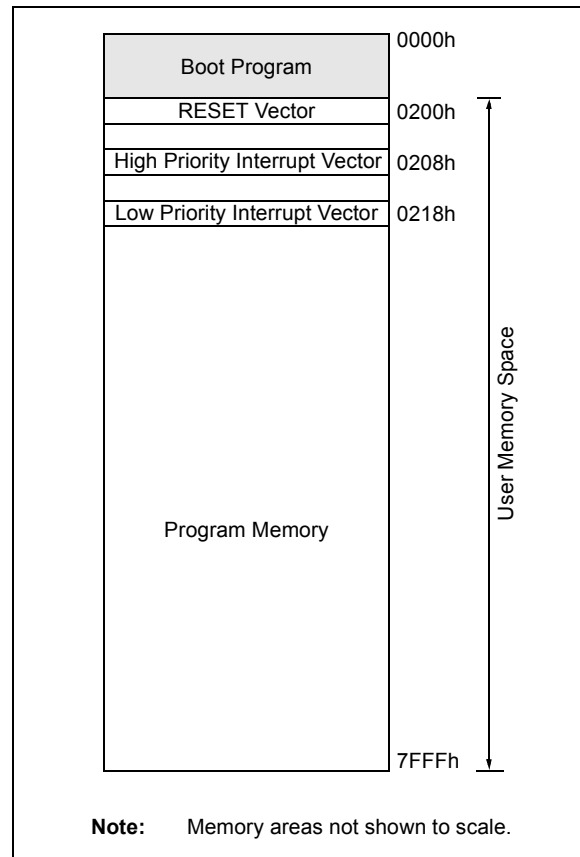 0000h
Boot Program
RESET Vector 0200h
High Priority Interrupt Vector 0208h
Low Priority Interrupt Vector 0218h
User Memory Space
Program Memory
7FFFh
Note: Memory areas not shown to scale.